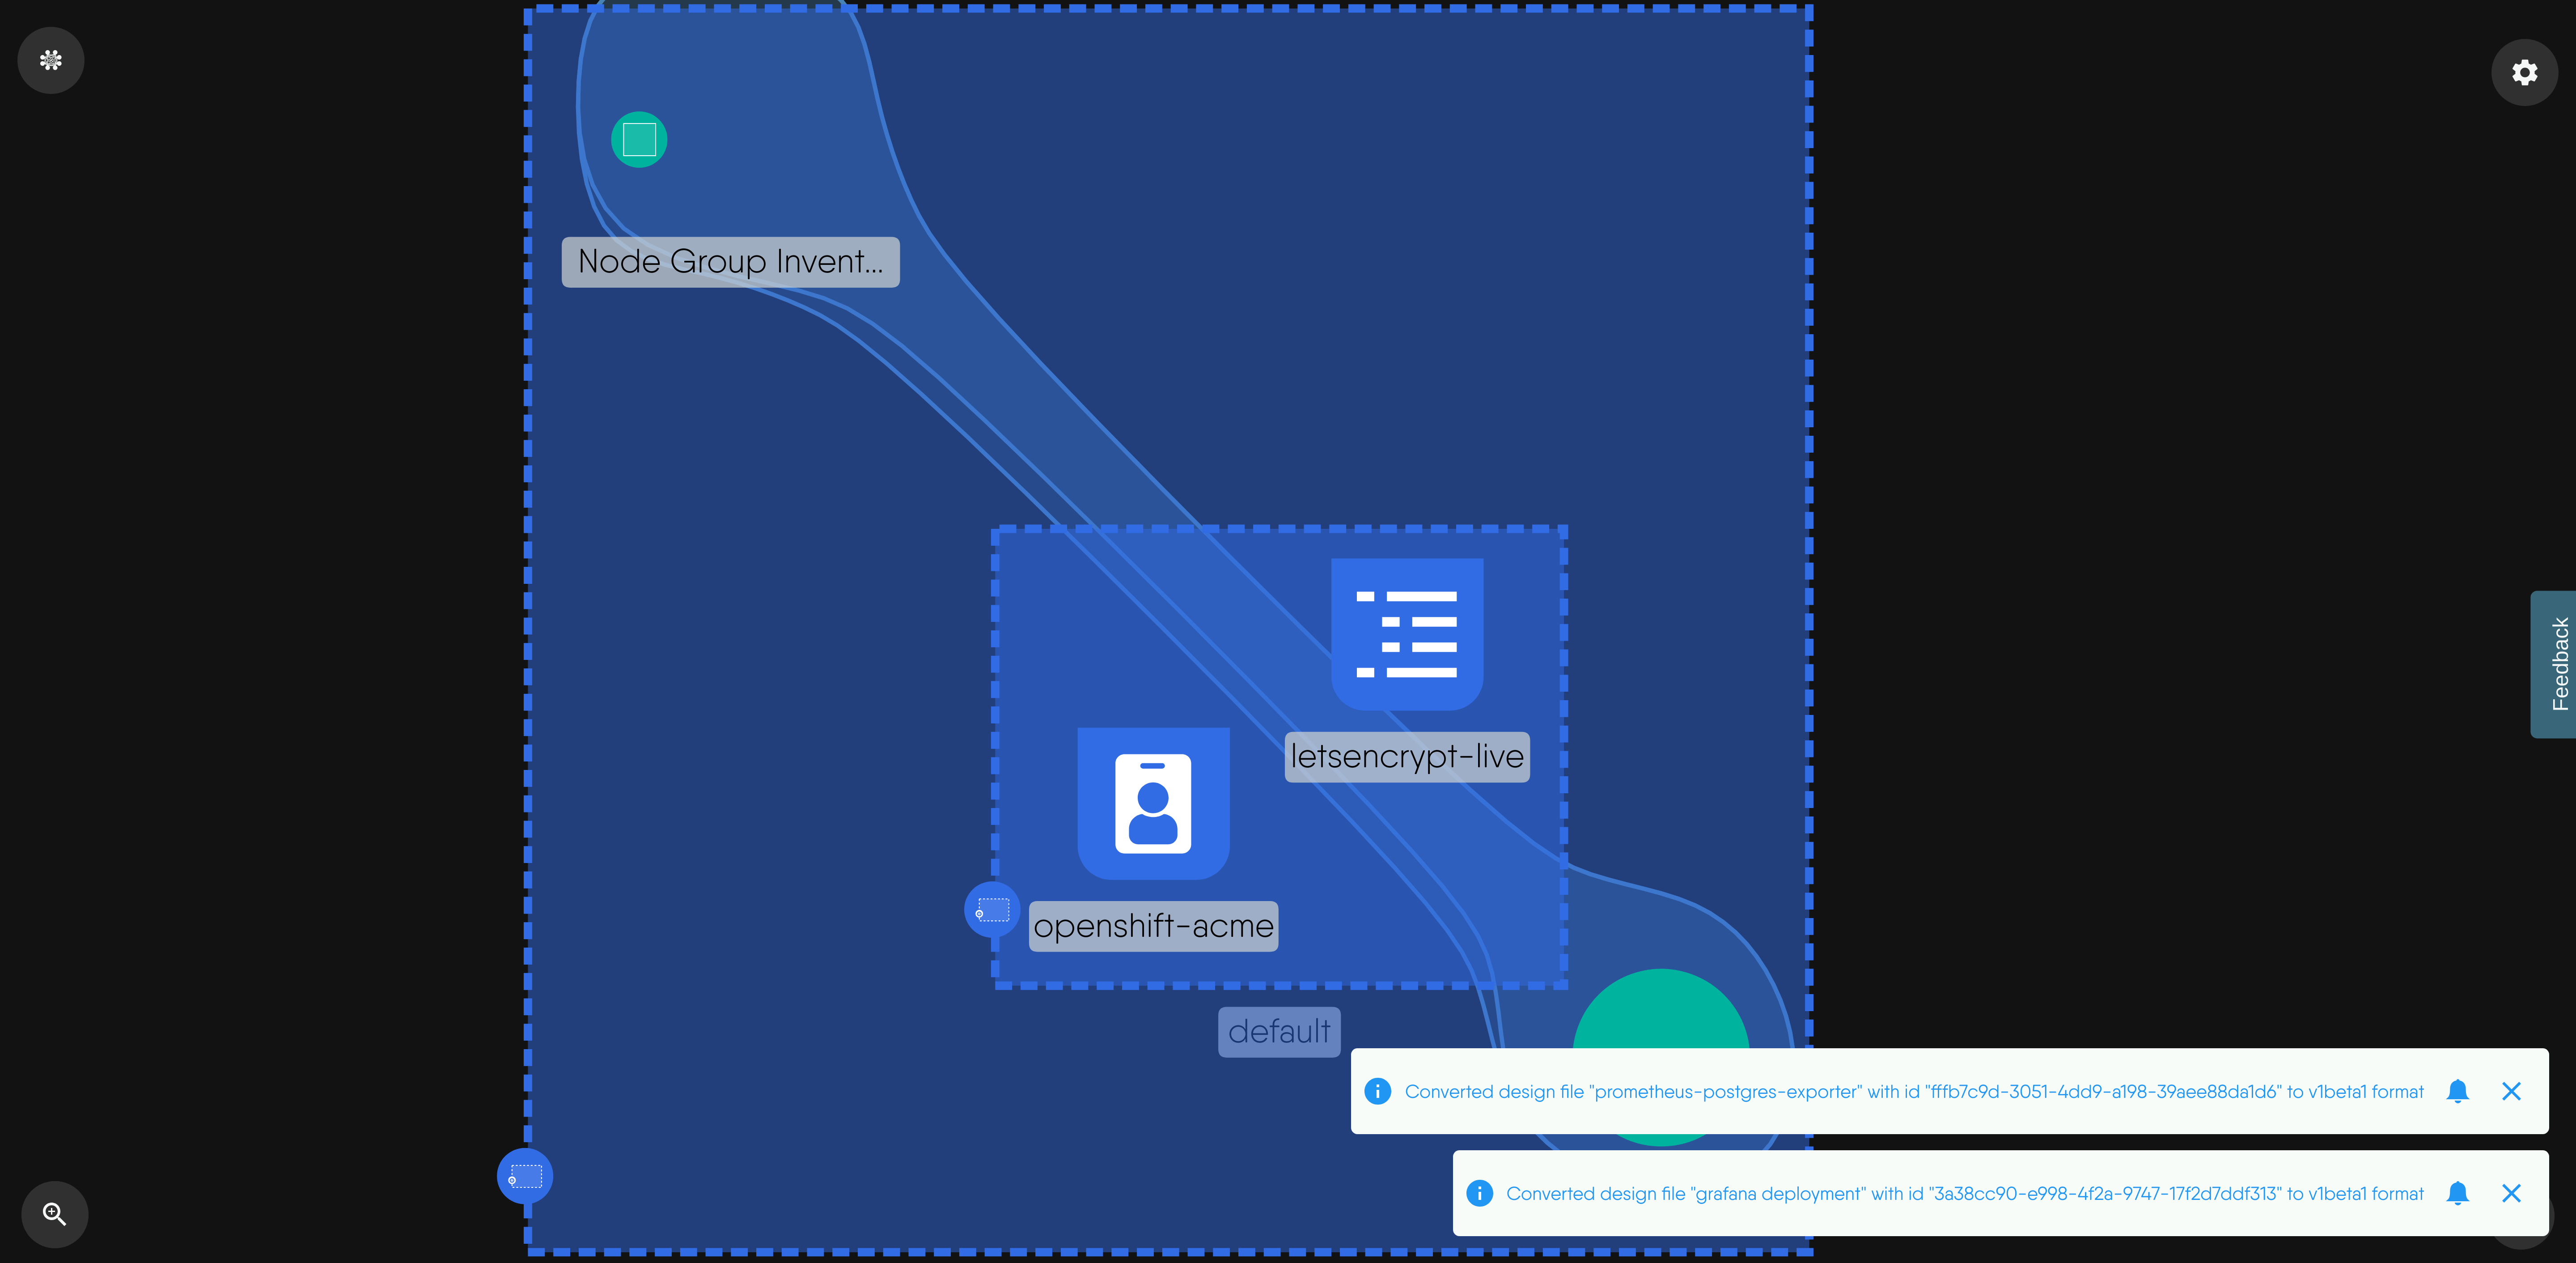 Node Group Invent...
letsencrypt-live
openshift-acme
default
Feedback
Converted design file "prometheus-postgres-exporter" with id "fffb7c9d-3051-4dd9-a198-39aee88da1d6" to v1beta1 format
Converted design file "grafana deployment" with id "3a38cc90-e998-4f2a-9747-17f2d7ddf313" to v1beta1 format